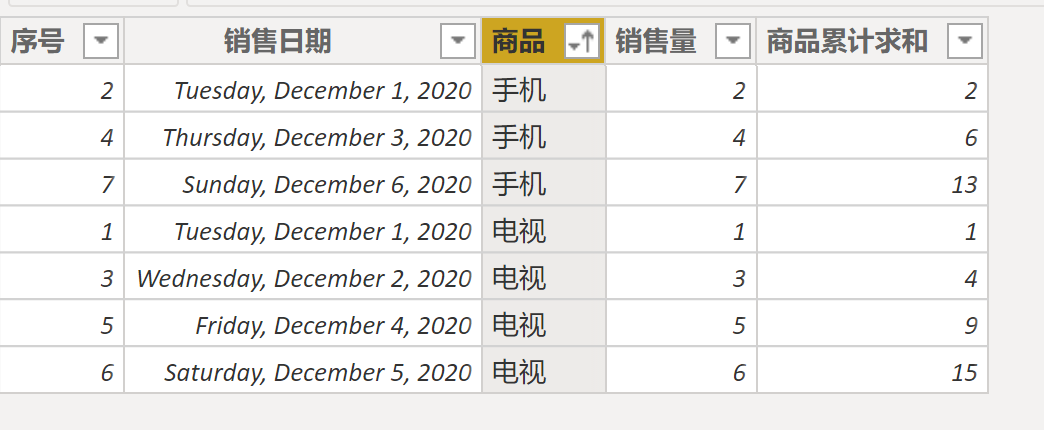 序号 销售日期 商品 销售量 商品累计求和
2 Tuesday, December 1, 2020 手机 2 2
4 Thursday, December 3, 2020 手机 4 6
7 Sunday, December 6, 2020 手机 7 13
1 Tuesday, December 1, 2020 电视 1 1
3 Wednesday, December 2, 2020 电视 3 4
5 Friday, December 4, 2020 电视 5 9
6 Saturday, December 5, 2020 电视 6 15